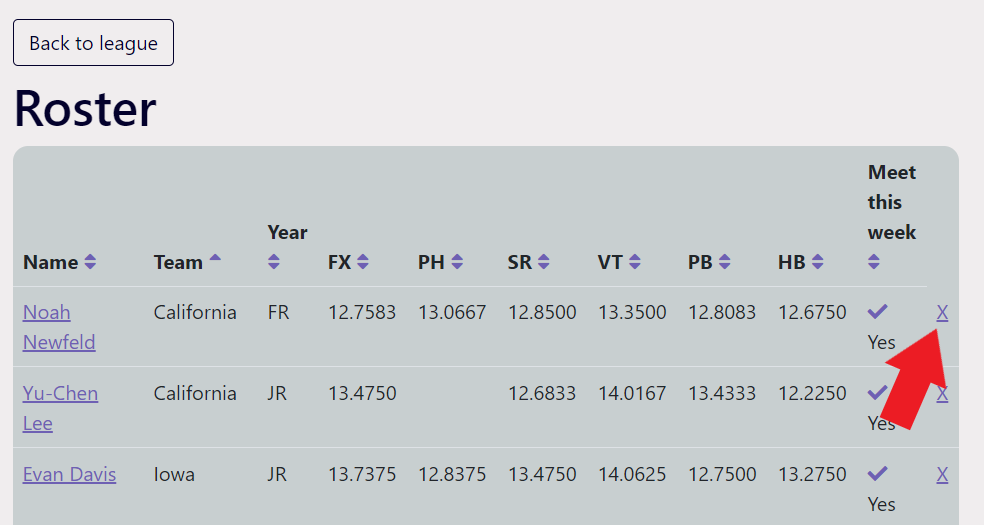 Back to league
Roster
Name Team Year FX PH SR VT PB HB Meet this week
Noah Newfeld California FR 12.7583 13.0667 12.8500 13.3500 12.8083 12.6750 Yes X
Yu-Chen Lee California JR 13.4750 12.6833 14.0167 13.4333 12.2250 Yes X
Evan Davis Iowa JR 13.7375 12.8375 13.4750 14.0625 12.7500 13.2750 Yes X